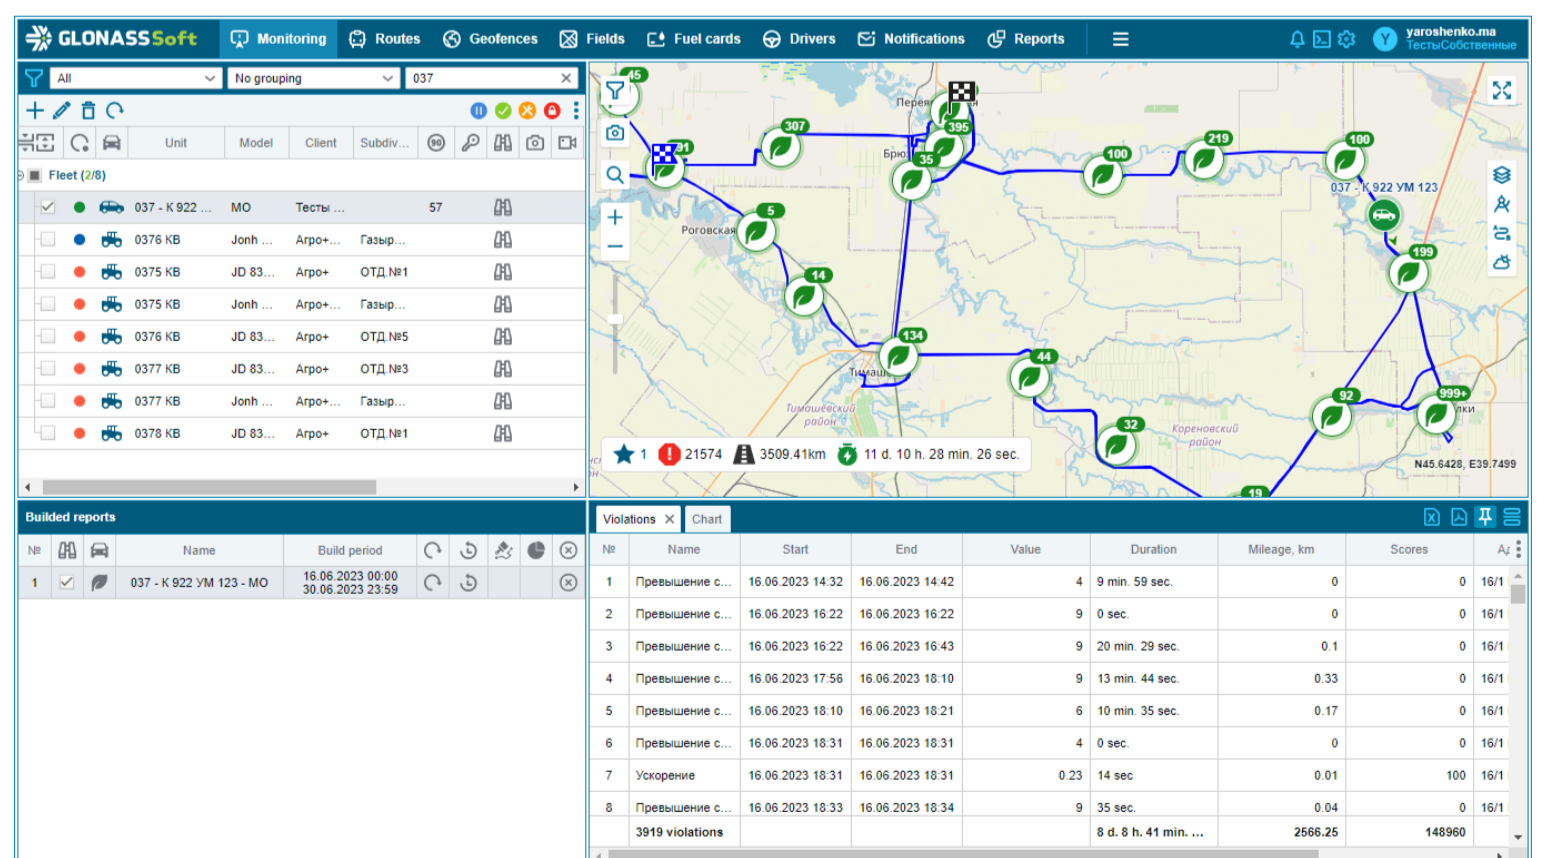 GLONASSSoft Monitoring Routes Geofences Fields Fuel cards Drivers Notifications Reports Y yaroshenko.ma
ТестыСобственные
All No grouping 037
Unit Model Client Subdiv... 90
Fleet (2/8)
037 - К 922 ... МО Тесты ... 57
0376 КВ Jonh ... Агро+... Газыр...
0375 КВ JD 83... Агро+ ОТД.№1
0375 КВ Jonh ... Агро+... Газыр...
0376 КВ JD 83... Агро+ ОТД.№5
0377 КВ JD 83... Агро+ ОТД.№3
0377 КВ Jonh ... Агро+... Газыр...
0378 КВ JD 83... Агро+ ОТД.№1
45
307
395
35
91
100
219
100
037 - К 922 УМ 123
Роговская
5
199
14
134
44
Тимашевский
район
92
999+
32
Кореновский
район
19
1 21574 3509.41km 11 d. 10 h. 28 min. 26 sec.
N45.6428, E39.7499
Builded reports
№ Name Build period
1 037 - К 922 УМ 123 - МО 16.06.2023 00:00
30.06.2023 23:59
Violations Chart
№ Name Start End Value Duration Mileage, km Scores
1 Превышение с... 16.06.2023 14:32 16.06.2023 14:42 4 9 min. 59 sec. 0 0 16/1
2 Превышение с... 16.06.2023 16:22 16.06.2023 16:22 9 0 sec. 0 0 16/1
3 Превышение с... 16.06.2023 16:22 16.06.2023 16:43 9 20 min. 29 sec. 0.1 0 16/1
4 Превышение с... 16.06.2023 17:56 16.06.2023 18:10 9 13 min. 44 sec. 0.33 0 16/1
5 Превышение с... 16.06.2023 18:10 16.06.2023 18:21 6 10 min. 35 sec. 0.17 0 16/1
6 Превышение с... 16.06.2023 18:31 16.06.2023 18:31 4 0 sec. 0 0 16/1
7 Ускорение 16.06.2023 18:31 16.06.2023 18:31 0.23 14 sec 0.01 100 16/1
8 Превышение с... 16.06.2023 18:33 16.06.2023 18:34 9 35 sec. 0.04 0 16/1
3919 violations 8 d. 8 h. 41 min. ... 2566.25 148960